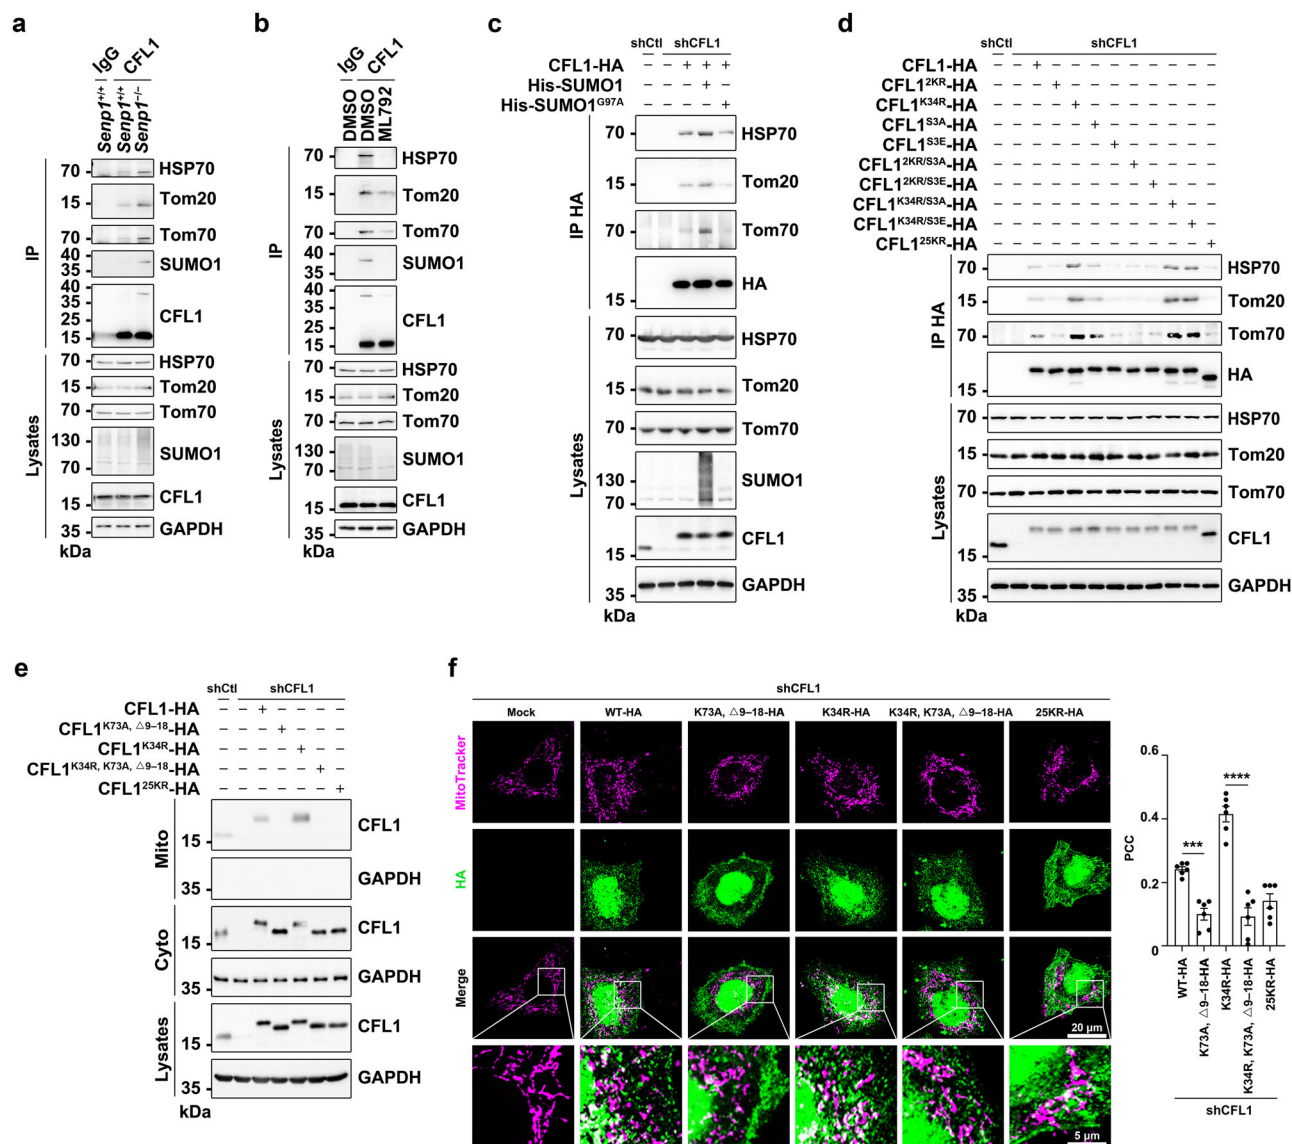 a
IgG CFL1
Senp1+/+ Senp1+/+ Senp1−/−
IP
70 HSP70
15 Tom20
70 Tom70
40 SUMO1
35
40 CFL1
35
25
15
Lysates
70 HSP70
15 Tom20
70 Tom70
130 SUMO1
70
15 CFL1
35 GAPDH
kDa
b
IgG CFL1
DMSO DMSO ML792
IP
70 HSP70
15 Tom20
70 Tom70
40 SUMO1
35
40 CFL1
35
25
15
Lysates
70 HSP70
15 Tom20
70 Tom70
130 SUMO1
70
15 CFL1
35 GAPDH
kDa
c
shCtl shCFL1
CFL1-HA − − + + +
His-SUMO1 − − − + −
His-SUMO1G97A − − − − +
IP HA
70 HSP70
15 Tom20
70 Tom70
15 HA
Lysates
70 HSP70
15 Tom20
70 Tom70
130 SUMO1
70
15 CFL1
35 GAPDH
kDa
d
shCtl shCFL1
CFL1-HA − − + − − − − − − − − −
CFL12KR-HA − − − + − − − − − − − −
CFL1K34R-HA − − − − + − − − − − − −
CFL1S3A-HA − − − − − + − − − − − −
CFL1S3E-HA − − − − − − + − − − − −
CFL12KR/S3A-HA − − − − − − − + − − − −
CFL12KR/S3E-HA − − − − − − − − + − − −
CFL1K34R/S3A-HA − − − − − − − − − + − −
CFL1K34R/S3E-HA − − − − − − − − − − + −
CFL125KR-HA − − − − − − − − − − − +
IP HA
70 HSP70
15 Tom20
70 Tom70
15 HA
Lysates
70 HSP70
15 Tom20
70 Tom70
15 CFL1
35 GAPDH
kDa
e
shCtl shCFL1
CFL1-HA − − + − − − −
CFL1K73A, △9–18-HA − − − + − − −
CFL1K34R-HA − − − − + − −
CFL1K34R, K73A, △9–18-HA − − − − − + −
CFL125KR-HA − − − − − − +
Mito
15 CFL1
35 GAPDH
Cyto
15 CFL1
35 GAPDH
Lysates
15 CFL1
35 GAPDH
kDa
f
shCFL1
Mock WT-HA K73A, △9–18-HA K34R-HA K34R, K73A, △9–18-HA 25KR-HA
MitoTracker
HA
Merge
20 µm
5 µm
PCC
0.6
0.4
0.2
0
***
****
WT-HA
K73A, △9–18-HA
K34R-HA
K34R, K73A, △9–18-HA
25KR-HA
shCFL1